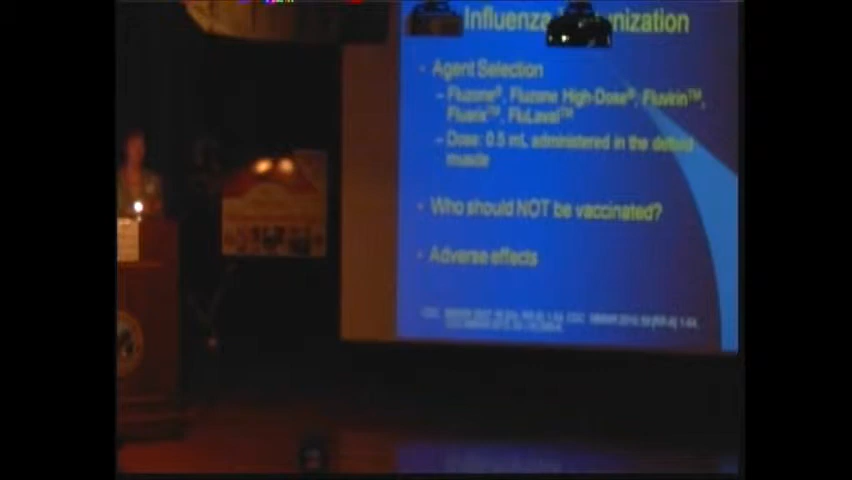 Influenza
• Agent Selection
– Fluzone®, Fluzone High-Dose®, Fluvirin™,
Fluarix™, FluLaval™
– Dose: 0.5 mL administered in the deltoid
muscle
• Who should NOT be vaccinated?
• Adverse effects